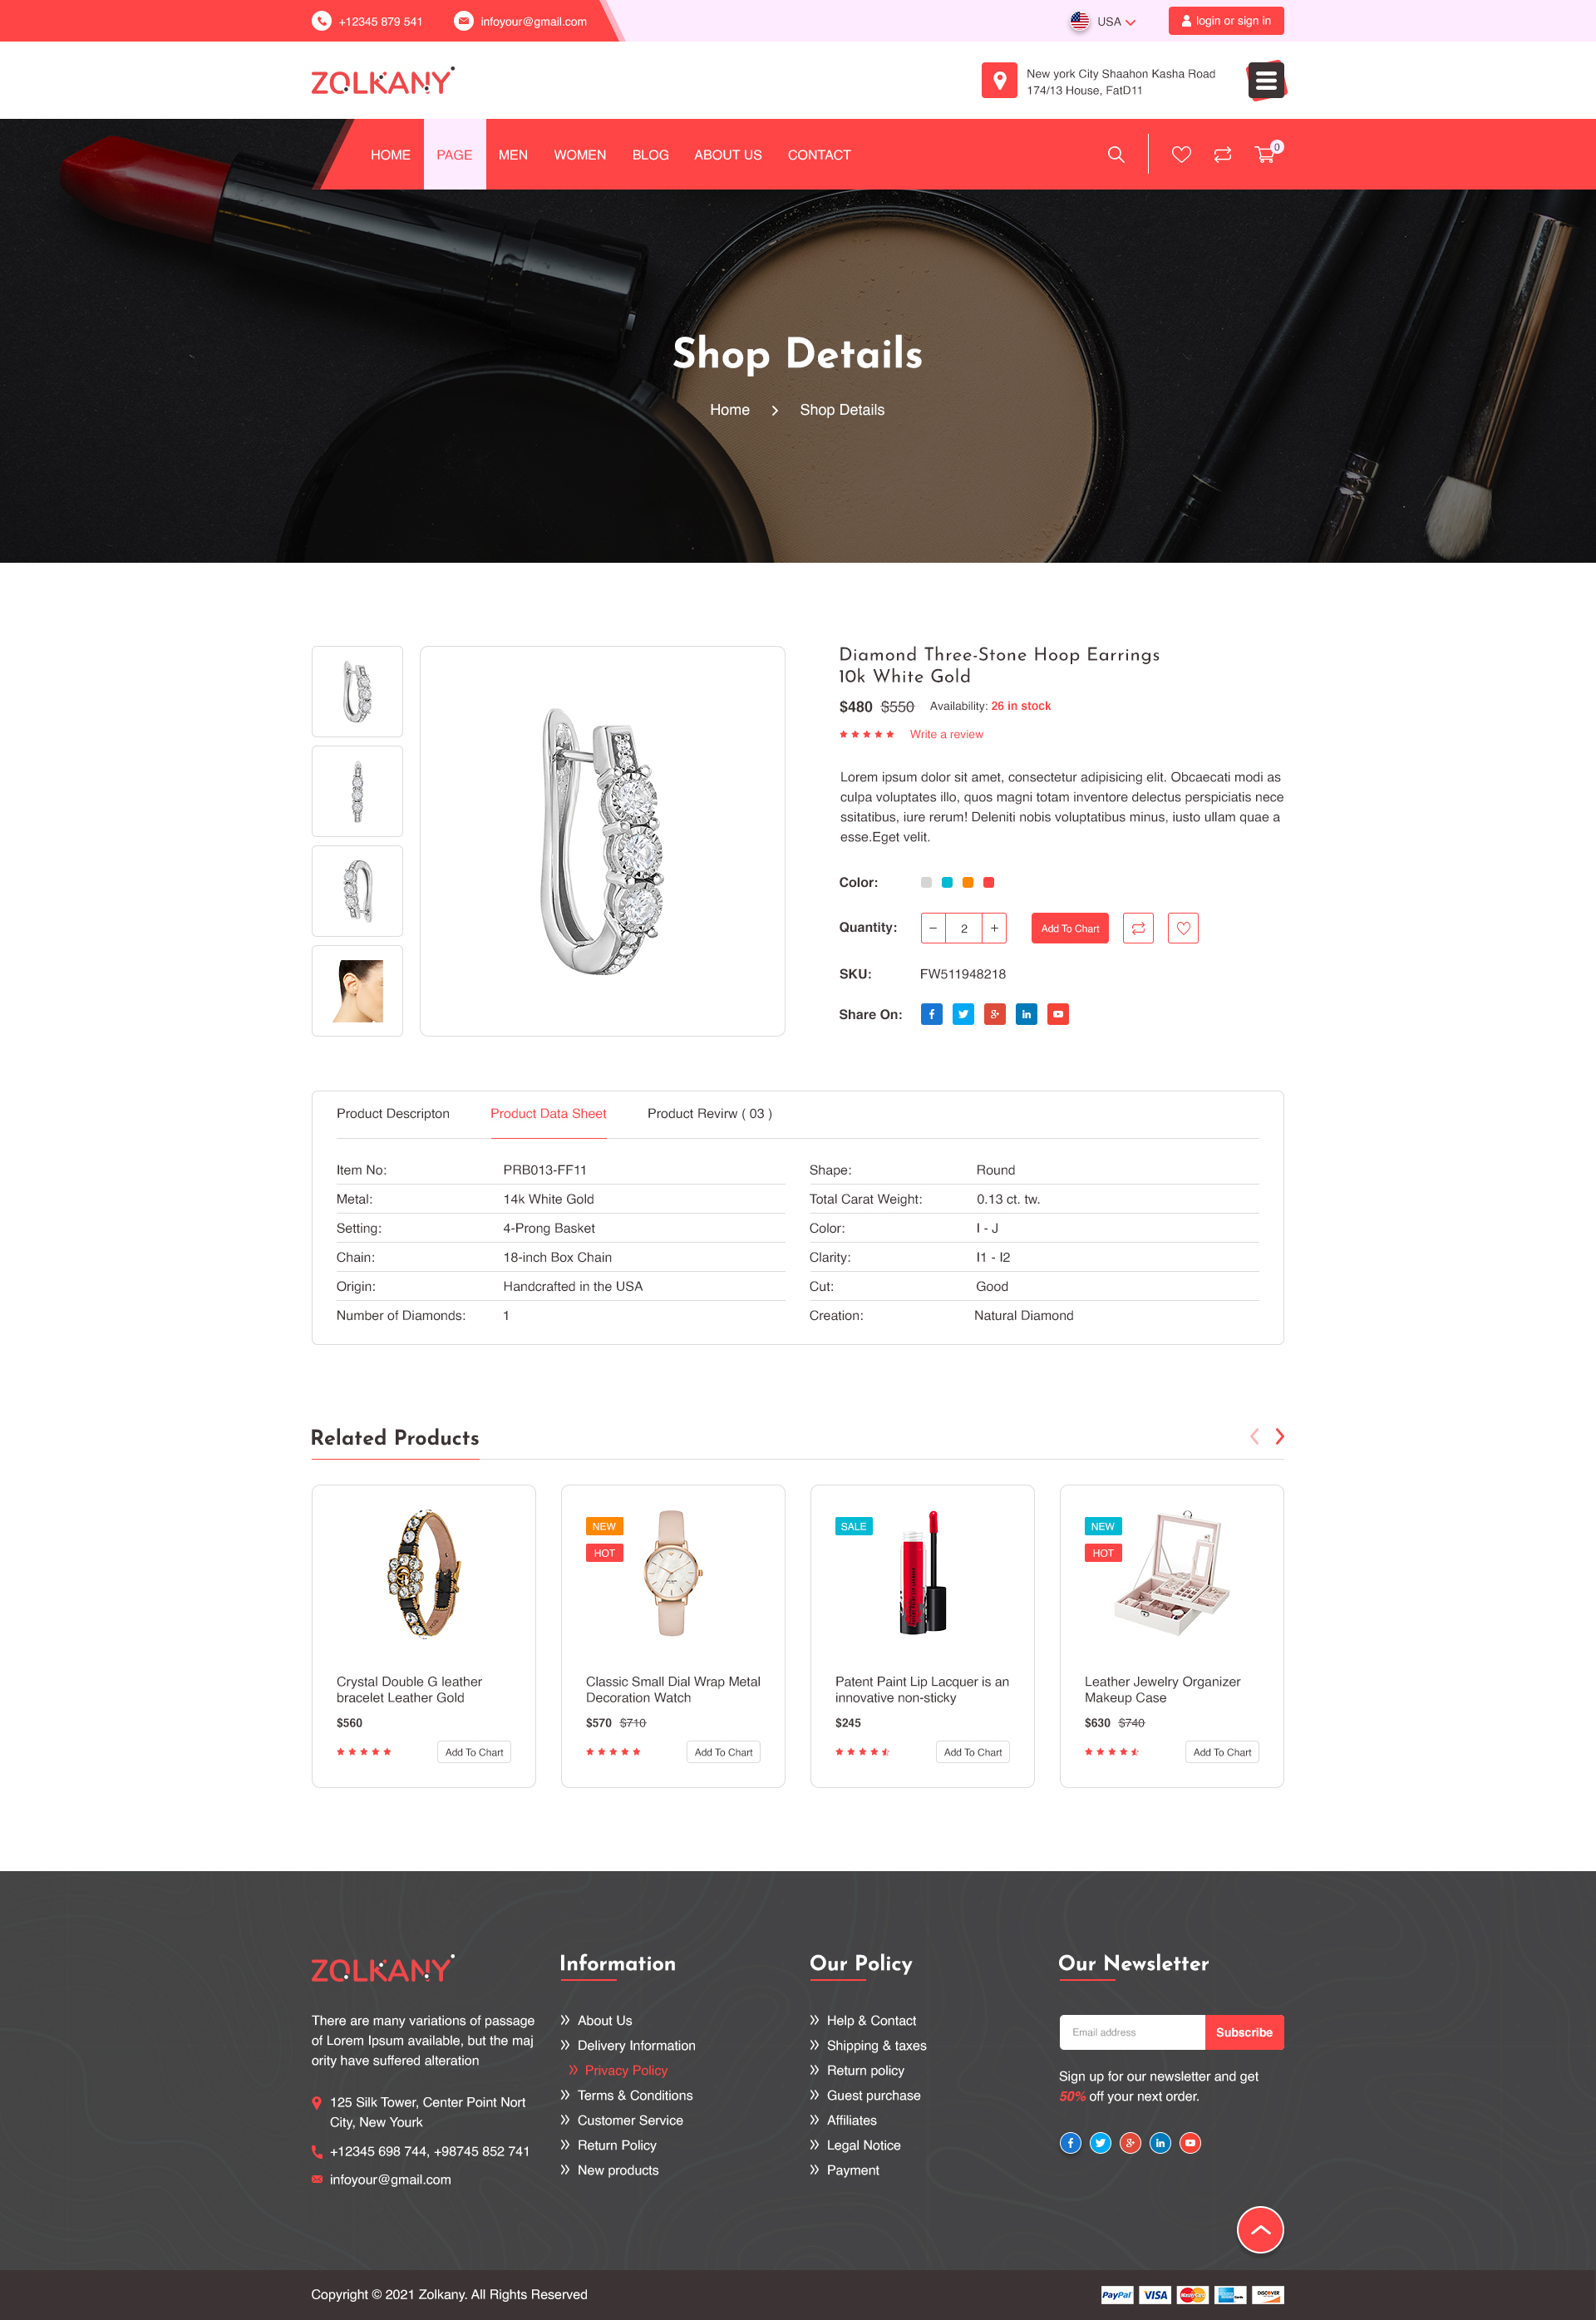 +12345 879 541
infoyour@gmail.com
USA
login or sign in
ZOLKANY
New york City Shaahon Kasha Road
174/13 House, FatD11
HOME
PAGE
MEN
WOMEN
BLOG
ABOUT US
CONTACT
0
Shop Details
Home
Shop Details
Diamond Three-Stone Hoop Earrings
10k White Gold
$480 $550 Availability: 26 in stock
Write a review
Lorem ipsum dolor sit amet, consectetur adipisicing elit. Obcaecati modi as
culpa voluptates illo, quos magni totam inventore delectus perspiciatis nece
ssitatibus, iure rerum! Deleniti nobis voluptatibus minus, iusto ullam quae a
esse.Eget velit.
Color:
Quantity: − 2 + Add To Chart
SKU: FW511948218
Share On:
Product Descripton
Product Data Sheet
Product Revirw ( 03 )
Item No: PRB013-FF11
Metal: 14k White Gold
Setting: 4-Prong Basket
Chain: 18-inch Box Chain
Origin: Handcrafted in the USA
Number of Diamonds: 1
Shape: Round
Total Carat Weight: 0.13 ct. tw.
Color: I - J
Clarity: I1 - I2
Cut: Good
Creation: Natural Diamond
Related Products
Crystal Double G leather
bracelet Leather Gold
$560
Add To Chart
NEW
HOT
Classic Small Dial Wrap Metal
Decoration Watch
$570 $710
Add To Chart
SALE
Patent Paint Lip Lacquer is an
innovative non-sticky
$245
Add To Chart
NEW
HOT
Leather Jewelry Organizer
Makeup Case
$630 $740
Add To Chart
ZOLKANY
There are many variations of passage
of Lorem Ipsum available, but the maj
ority have suffered alteration
125 Silk Tower, Center Point Nort
City, New Yourk
+12345 698 744, +98745 852 741
infoyour@gmail.com
Information
About Us
Delivery Information
Privacy Policy
Terms & Conditions
Customer Service
Return Policy
New products
Our Policy
Help & Contact
Shipping & taxes
Return policy
Guest purchase
Affiliates
Legal Notice
Payment
Our Newsletter
Email address
Subscribe
Sign up for our newsletter and get
50% off your next order.
Copyright © 2021 Zolkany. All Rights Reserved
PayPal
VISA
DISCOVER